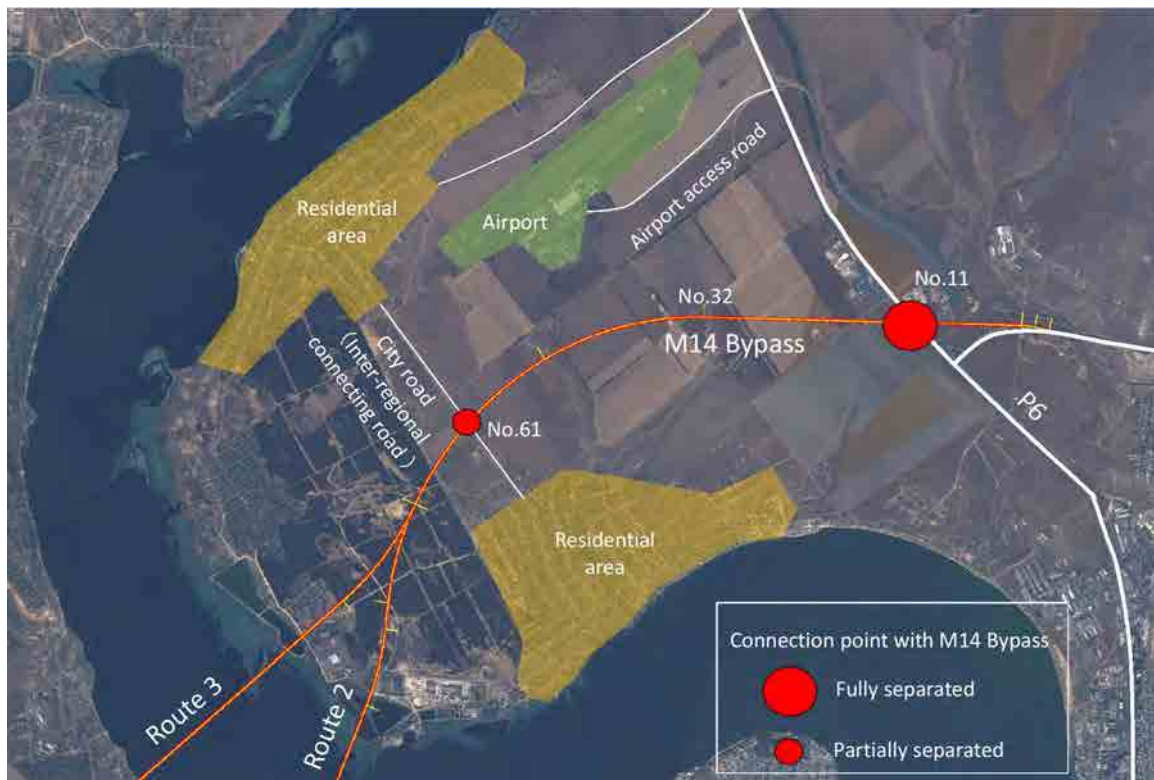 Residential
area
Airport
Airport access road
No.11
No.32
M14 Bypass
City road
(Inter-regional
connecting road )
No.61
P6
Residential
area
Route 3
Route 2
Connection point with M14 Bypass
Fully separated
Partially separated